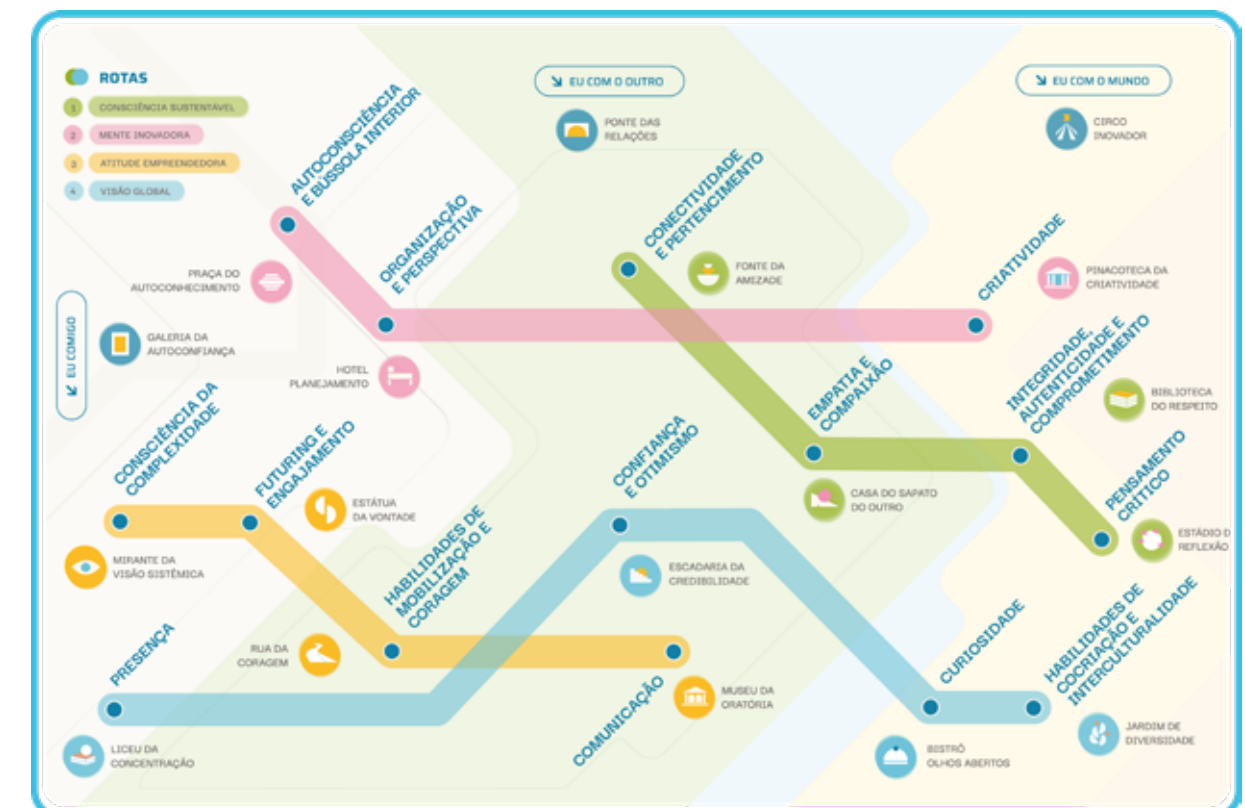 ROTAS
1 CONSCIÊNCIA SUSTENTÁVEL
2 MENTE INOVADORA
3 ATITUDE EMPREENDEDORA
4 VISÃO GLOBAL
EU COM O OUTRO
EU COM O MUNDO
EU COMIGO
PONTE DAS
RELAÇÕES
CIRCO
INOVADOR
AUTOCONSCIÊNCIA
E BÚSSOLA INTERIOR
ORGANIZAÇÃO
E PERSPECTIVA
CONECTIVIDADE
E PERTENCIMENTO
CRIATIVIDADE
PRAÇA DO
AUTOCONHECIMENTO
FONTE DA
AMIZADE
PINACOTECA DA
CRIATIVIDADE
GALERIA DA
AUTOCONFIANÇA
HOTEL
PLANEJAMENTO
EMPATIA E
COMPAIXÃO
INTEGRIDADE,
AUTENTICIDADE E
COMPROMETIMENTO
BIBLIOTECA
DO RESPEITO
CONSCIÊNCIA DA
COMPLEXIDADE
FUTURING E
ENGAJAMENTO
CONFIANÇA
E OTIMISMO
PENSAMENTO
CRÍTICO
ESTÁTUA
DA VONTADE
CASA DO SAPATO
DO OUTRO
ESTÁDIO D
REFLEXÃO
MIRANTE DA
VISÃO SISTÊMICA
HABILIDADES DE
MOBILIZAÇÃO E
CORAGEM
ESCADARIA DA
CREDIBILIDADE
PRESENÇA
RUA DA
CORAGEM
COMUNICAÇÃO
MUSEU DA
ORATÓRIA
CURIOSIDADE
HABILIDADES DE
COCRIAÇÃO E
INTERCULTURALIDADE
LICEU DA
CONCENTRAÇÃO
BISTRÔ
OLHOS ABERTOS
JARDIM DE
DIVERSIDADE